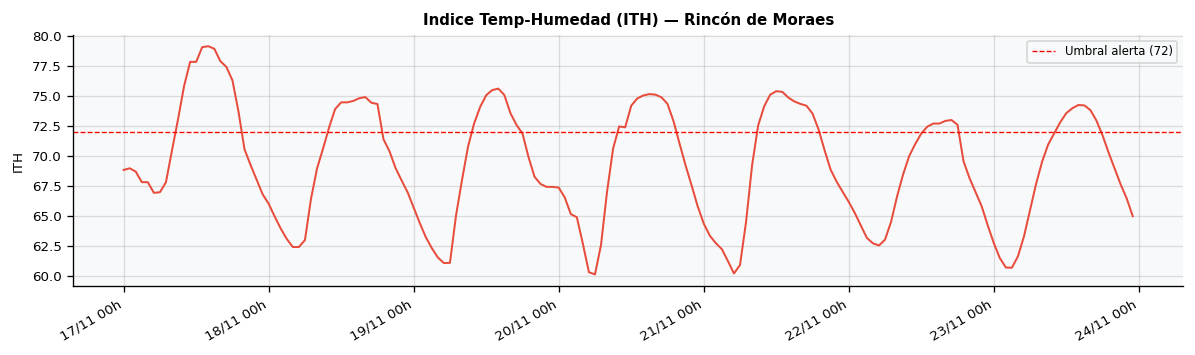 Indice Temp-Humedad (ITH) — Rincón de Moraes
Umbral alerta (72)
ITH
80.0
77.5
75.0
72.5
70.0
67.5
65.0
62.5
60.0
17/11 00h
18/11 00h
19/11 00h
20/11 00h
21/11 00h
22/11 00h
23/11 00h
24/11 00h